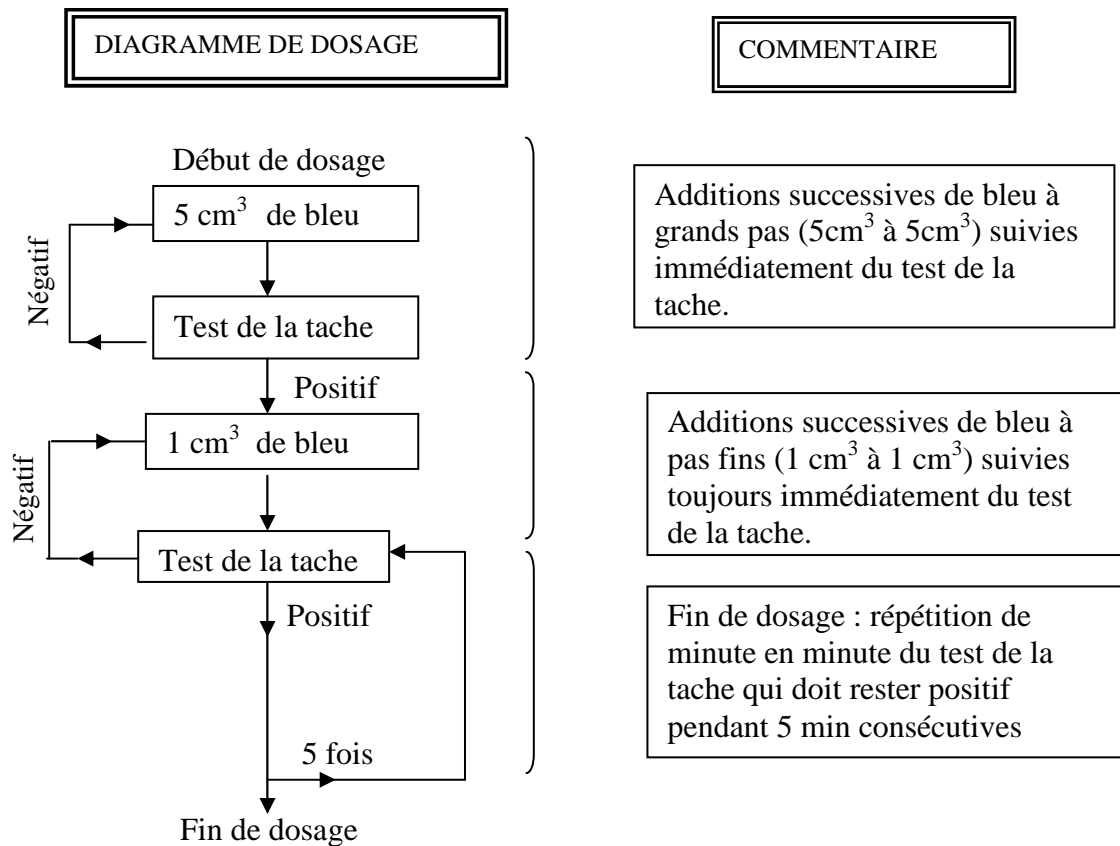 DIAGRAMME DE DOSAGE
COMMENTAIRE
Début de dosage
5 cm³ de bleu
Négatif
Test de la tache
Positif
1 cm³ de bleu
Négatif
Test de la tache
Positif
5 fois
Fin de dosage
Additions successives de bleu à
grands pas (5cm³ à 5cm³) suivies
immédiatement du test de la
tache.
Additions successives de bleu à
pas fins (1 cm³ à 1 cm³) suivies
toujours immédiatement du test
de la tache.
Fin de dosage : répétition de
minute en minute du test de la
tache qui doit rester positif
pendant 5 min consécutives